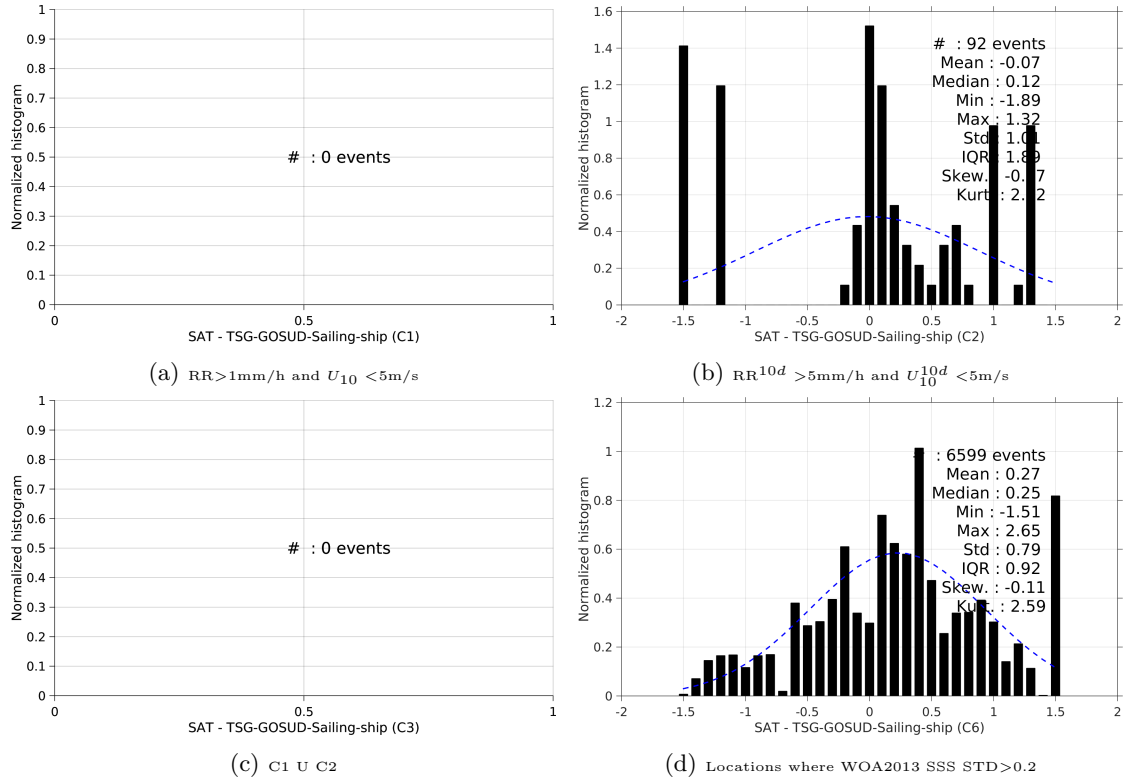 1
0.9
0.8
0.7
0.6
0.5
0.4
0.3
0.2
0.1
0
Normalized histogram
# : 0 events
0 0.5 1
SAT - TSG-GOSUD-Sailing-ship (C1)
(a) RR>1mm/h and U10 <5m/s
1.6
1.4
1.2
1
0.8
0.6
0.4
0.2
0
Normalized histogram
# : 92 events
Mean : -0.07
Median : 0.12
Min : -1.89
Max : 1.32
Std : 1.01
IQR : 1.89
Skew.
Kurt. :
-2 -1.5 -1 -0.5 0 0.5 1 1.5 2
SAT - TSG-GOSUD-Sailing-ship (C2)
(b) RR10d >5mm/h and U10d10 <5m/s
1
0.9
0.8
0.7
0.6
0.5
0.4
0.3
0.2
0.1
0
Normalized histogram
# : 0 events
0 0.5 1
SAT - TSG-GOSUD-Sailing-ship (C3)
(c) C1 U C2
1.2
1
0.8
0.6
0.4
0.2
0
Normalized histogram
: 6599 events
Mean : 0.27
Median : 0.25
Min : -1.51
Max : 2.65
Std : 0.79
IQR : 0.92
Skew. : -0.11
Kurt. : 2.59
-2 -1.5 -1 -0.5 0 0.5 1 1.5 2
SAT - TSG-GOSUD-Sailing-ship (C6)
(d) Locations where WOA2013 SSS STD>0.2